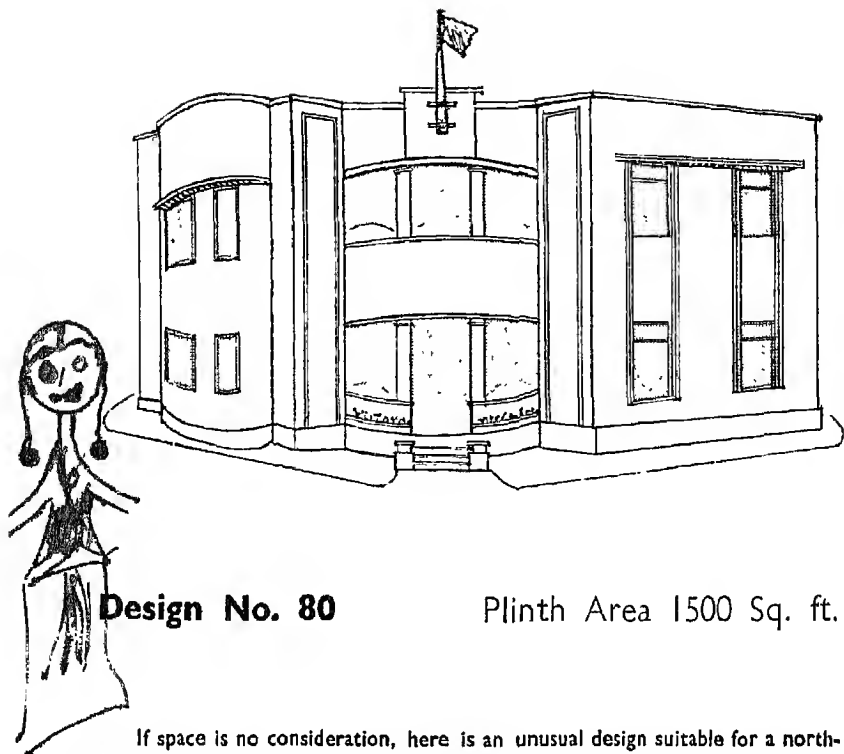 Design No. 80 Plinth Area 1500 Sq. ft.
If space is no consideration, here is an unusual design suitable for a north-